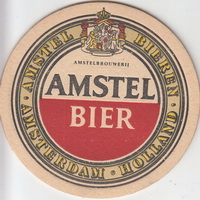 AMSTEL BIEREN
AMSTELBROUWERIJ
AMSTEL
BIER
AMSTERDAM HOLLAND